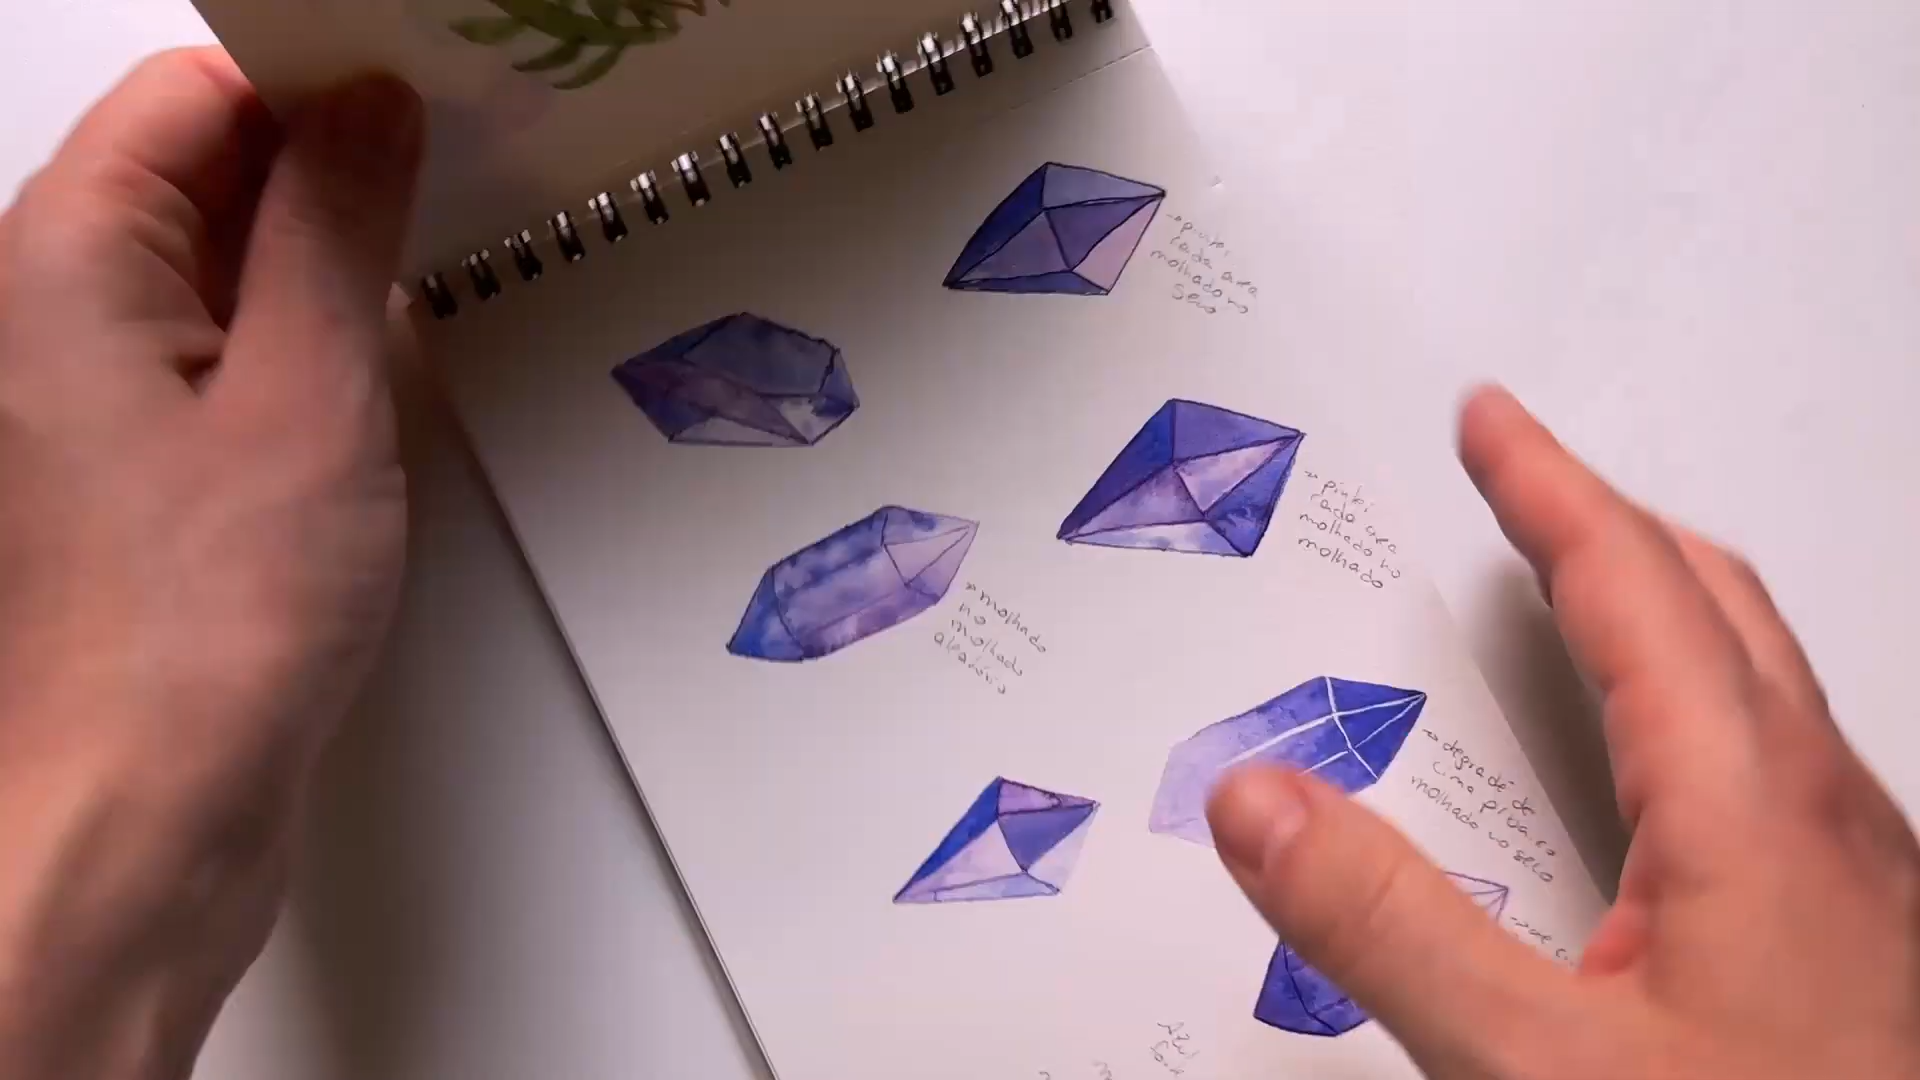 → pintei
cada área
molhado no
seco
→ pintei
cada área
molhado no
molhado
→ molhado
no
molhado
aleatório
→ degradê de
cima p/ baixo
molhado no seco
Azul